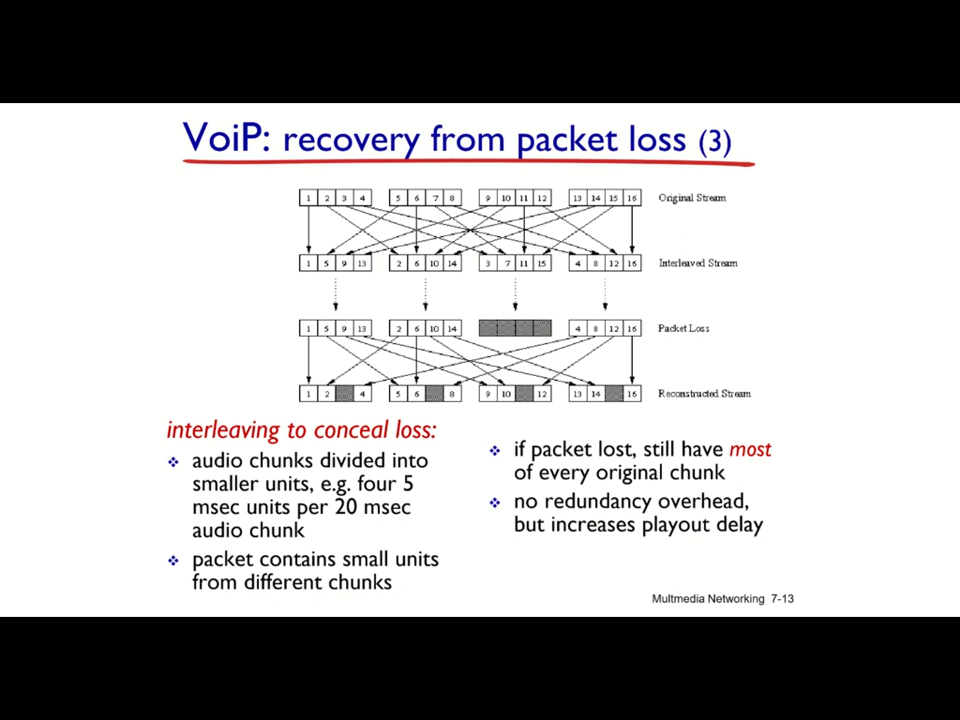 VoiP: recovery from packet loss (3)
1 2 3 4 5 6 7 8 9 10 11 12 13 14 15 16 Original Stream
1 5 9 13 2 6 10 14 3 7 11 15 4 8 12 16 Interleaved Stream
1 5 9 13 2 6 10 14 4 8 12 16 Packet Loss
1 2 4 5 6 8 9 10 12 13 14 16 Reconstructed Stream
interleaving to conceal loss:
❖ audio chunks divided into
smaller units, e.g. four 5
msec units per 20 msec
audio chunk
❖ packet contains small units
from different chunks
❖ if packet lost, still have most
of every original chunk
❖ no redundancy overhead,
but increases playout delay
Multmedia Networking 7-13